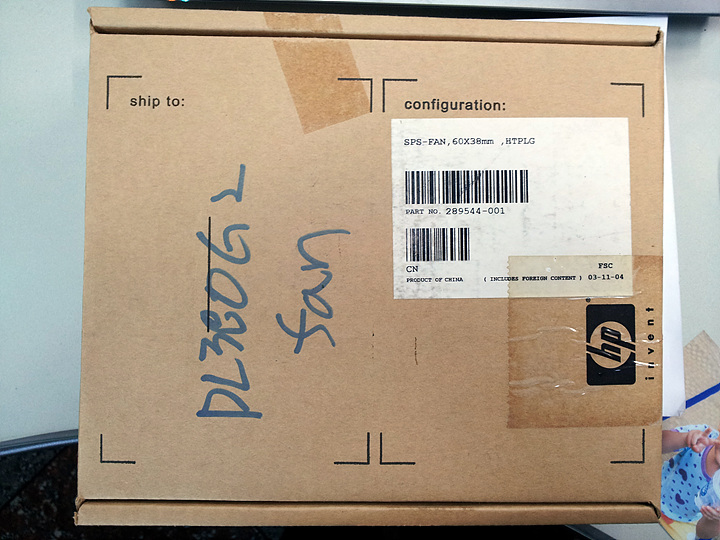 ship to:
configuration:
SPS-FAN,60X38mm ,HTPLG
PART NO. 289544-001
CN
FSC
PRODUCT OF CHINA ( INCLUDES FOREIGN CONTENT ) 03-11-04
hp
®
invent
DL380G2
fan